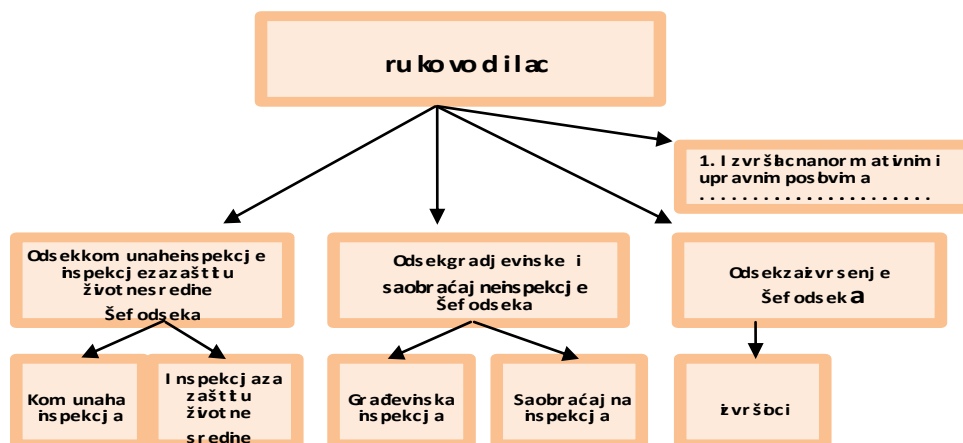 rukovodilac
1. Izvršilac na normativnim i
upravnim poslovima
.......................
Odsek komunalne inspekcije
inspekcije za zaštitu
životne sredine
Šef odseka
Odsek gradjevinske i
saobraćajne inspekcije
Šef odseka
Odsek za izvrsenje
Šef odseka
Komunalna
inspekcija
Inspekcija za
zaštitu
životne
sredine
Građevinska
inspekcija
Saobraćajna
inspekcija
izvršioci